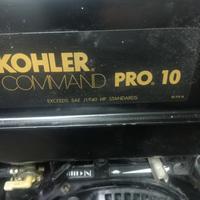 KOHLER
COMMAND PRO 10
EXCEEDS SAE J1940 HP STANDARDS